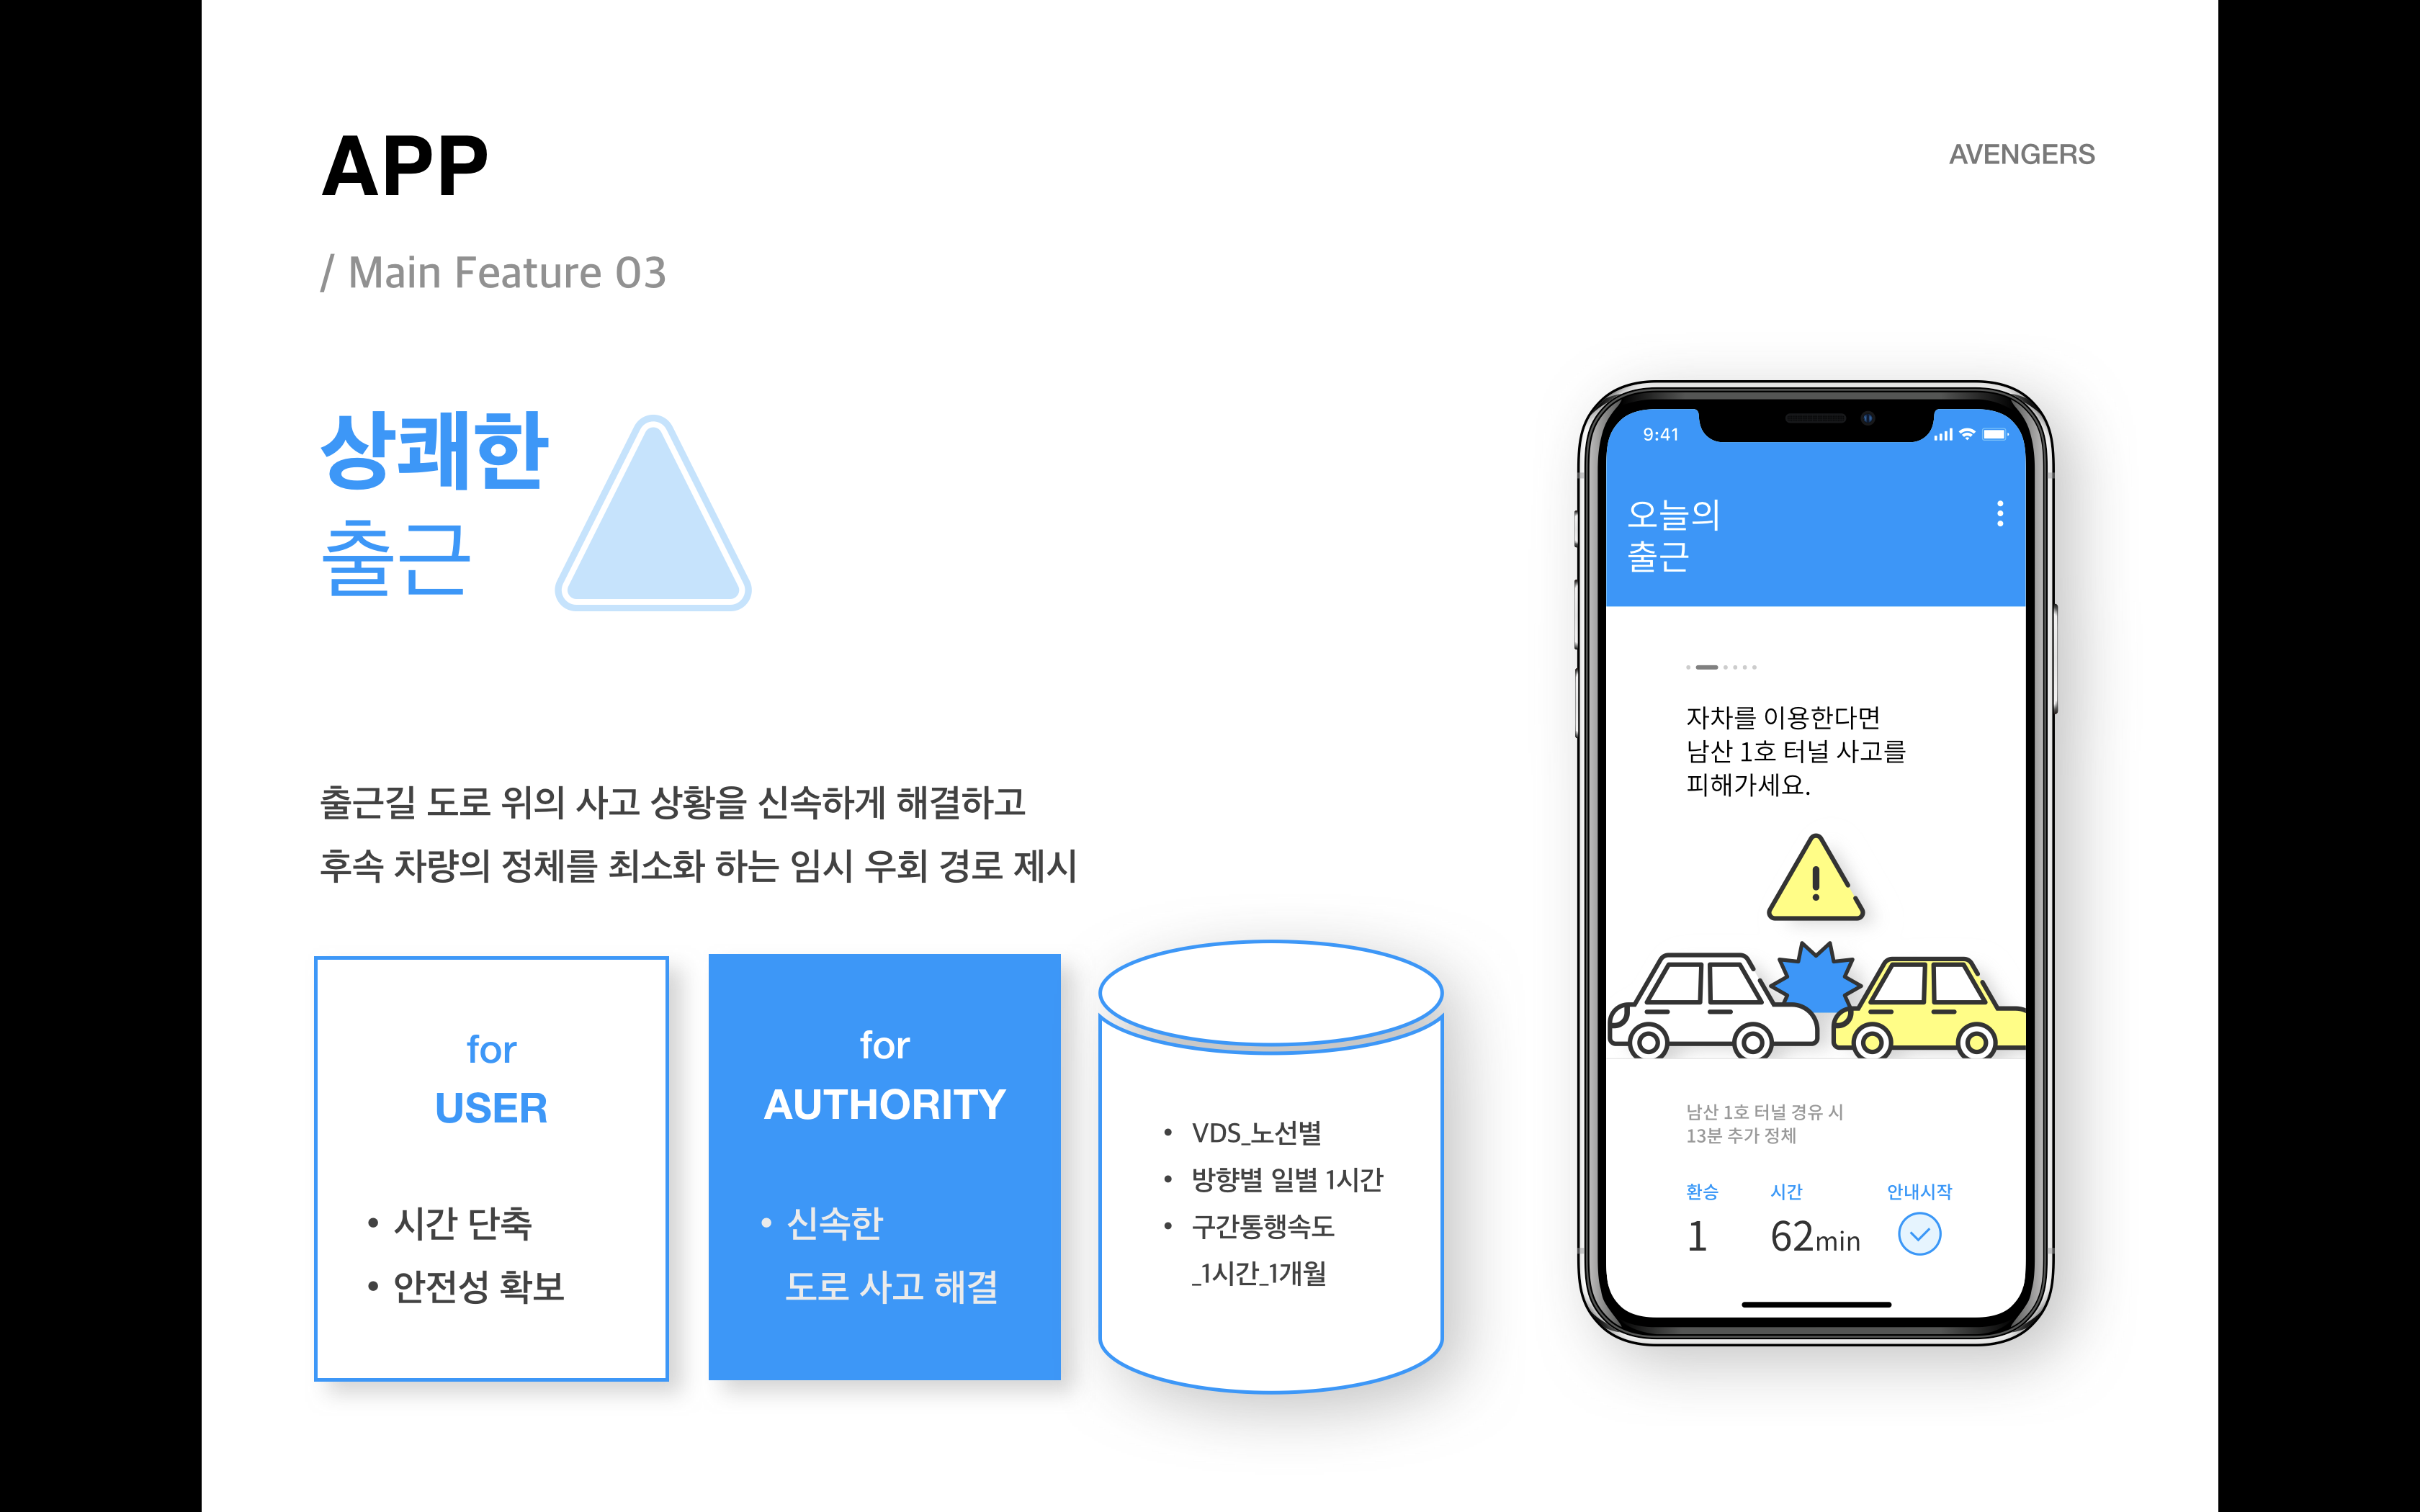 APP
AVENGERS
/ Main Feature 03
상쾌한
출근
출근길 도로 위의 사고 상황을 신속하게 해결하고
후속 차량의 정체를 최소화 하는 임시 우회 경로 제시
for
USER
• 시간 단축
• 안전성 확보
for
AUTHORITY
• 신속한
도로 사고 해결
• VDS_노선별
• 방향별 일별 1시간
• 구간통행속도
_1시간_1개월
9:41
오늘의
출근
자차를 이용한다면
남산 1호 터널 사고를
피해가세요.
!
남산 1호 터널 경유 시
13분 추가 정체
환승 시간 안내시작
1 62min